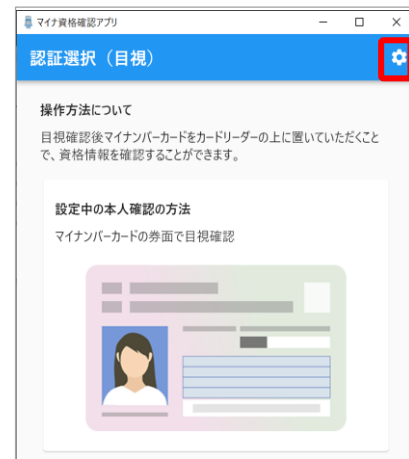 マイナ資格確認アプリ
認証選択（目視）
操作方法について
目視確認後マイナンバーカードをカードリーダーの上に置いていただくこと
で、資格情報を確認することができます。
設定中の本人確認の方法
マイナンバーカードの券面で目視確認